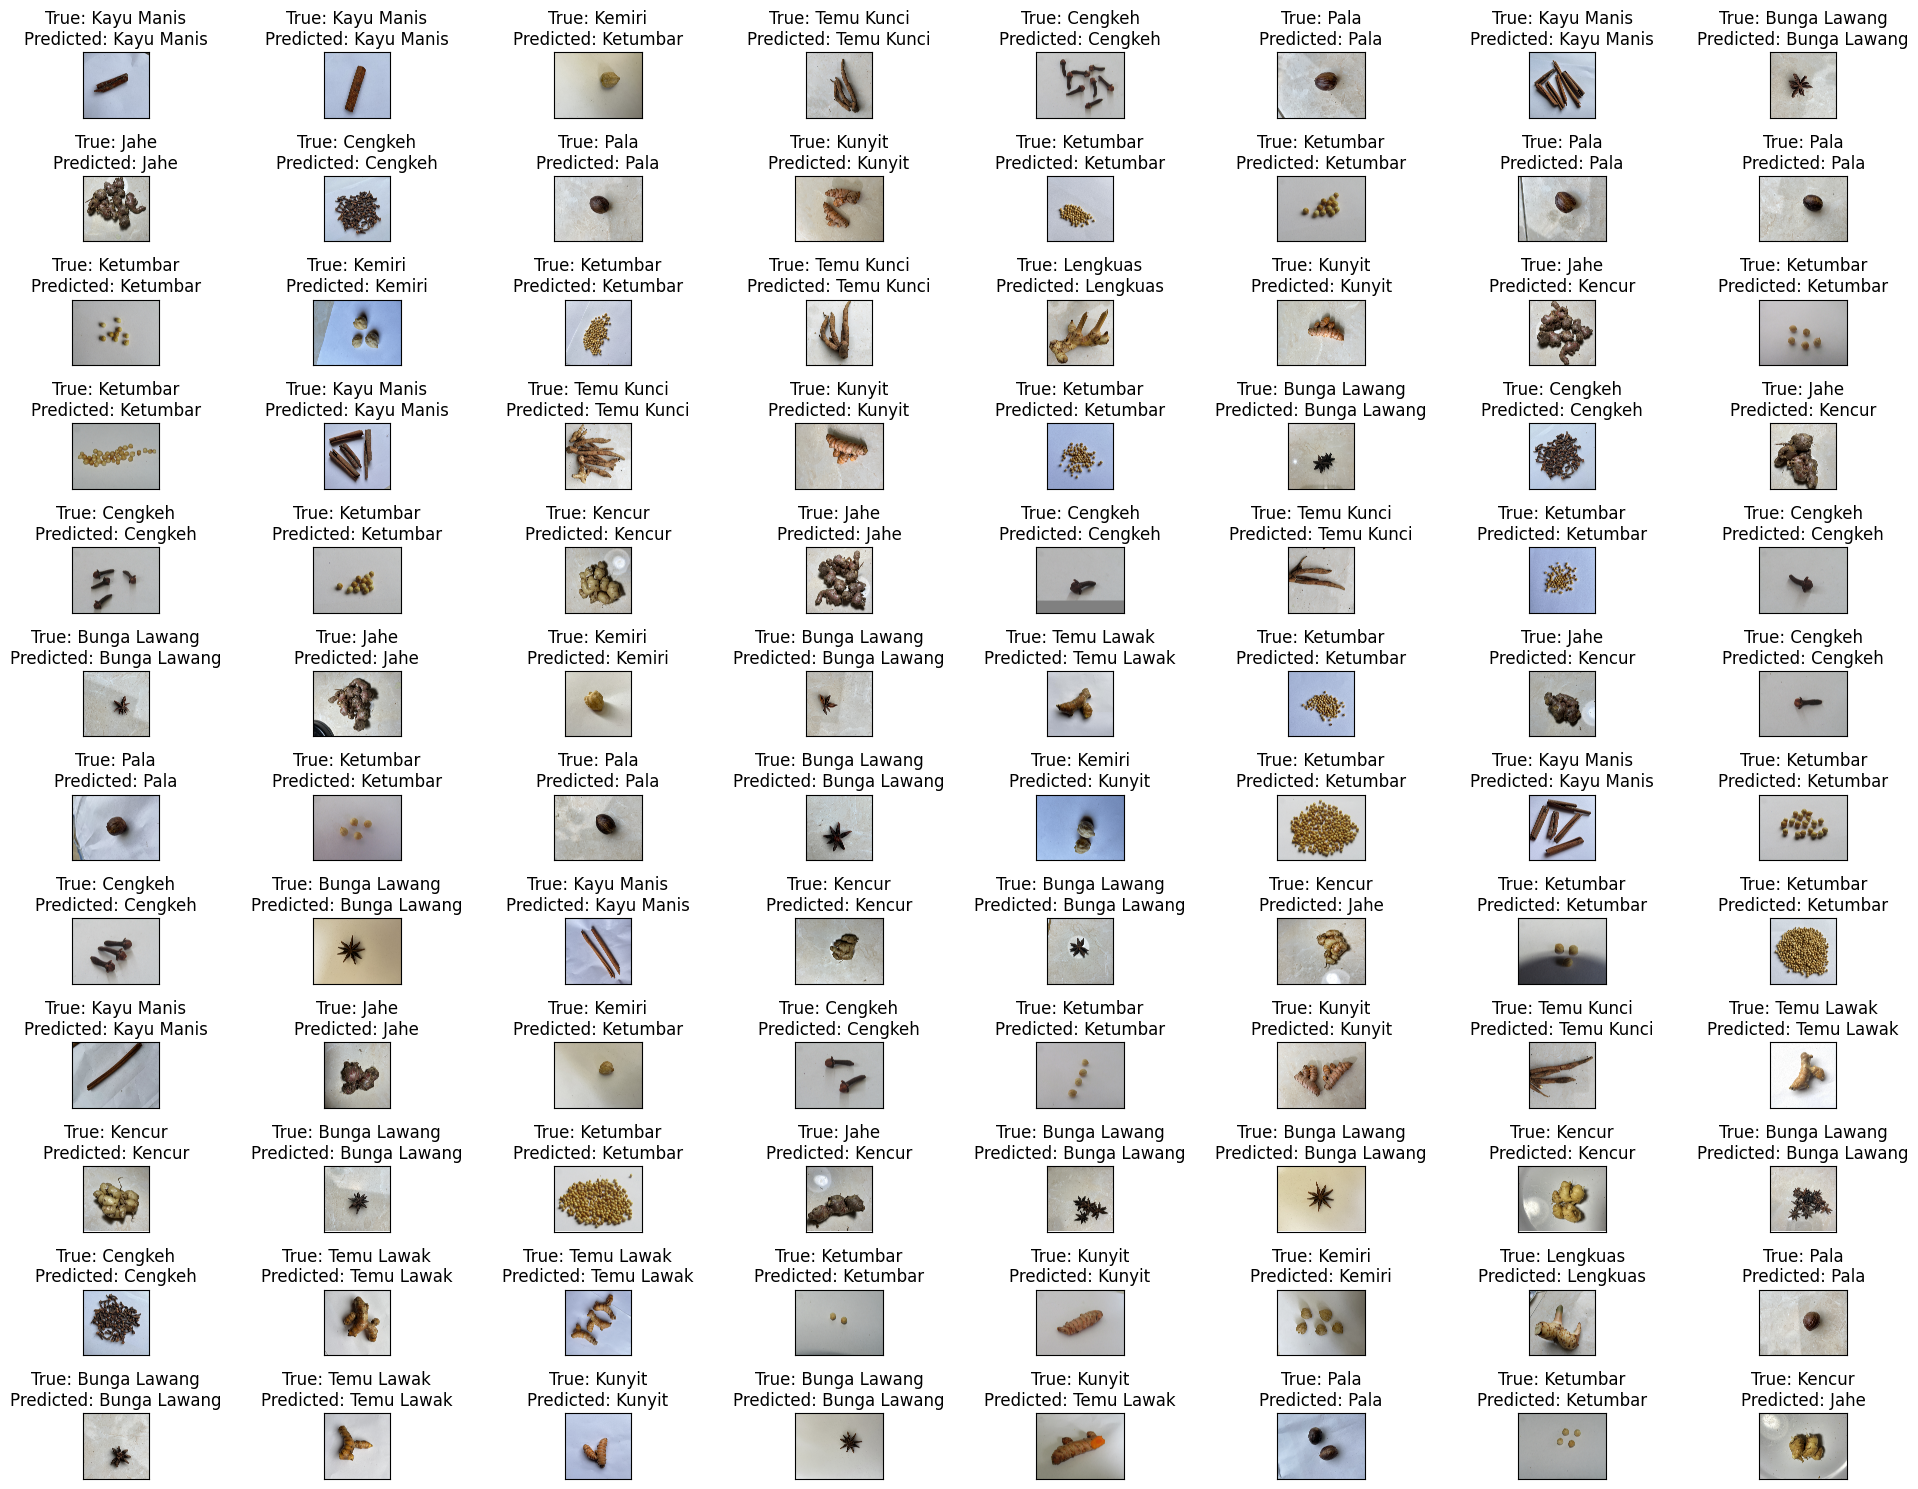 True: Kayu Manis
Predicted: Kayu Manis
True: Kayu Manis
Predicted: Kayu Manis
True: Kemiri
Predicted: Ketumbar
True: Temu Kunci
Predicted: Temu Kunci
True: Cengkeh
Predicted: Cengkeh
True: Pala
Predicted: Pala
True: Kayu Manis
Predicted: Kayu Manis
True: Bunga Lawang
Predicted: Bunga Lawang
True: Jahe
Predicted: Jahe
True: Cengkeh
Predicted: Cengkeh
True: Pala
Predicted: Pala
True: Kunyit
Predicted: Kunyit
True: Ketumbar
Predicted: Ketumbar
True: Ketumbar
Predicted: Ketumbar
True: Pala
Predicted: Pala
True: Pala
Predicted: Pala
True: Ketumbar
Predicted: Ketumbar
True: Kemiri
Predicted: Kemiri
True: Ketumbar
Predicted: Ketumbar
True: Temu Kunci
Predicted: Temu Kunci
True: Lengkuas
Predicted: Lengkuas
True: Kunyit
Predicted: Kunyit
True: Jahe
Predicted: Kencur
True: Ketumbar
Predicted: Ketumbar
True: Ketumbar
Predicted: Ketumbar
True: Kayu Manis
Predicted: Kayu Manis
True: Temu Kunci
Predicted: Temu Kunci
True: Kunyit
Predicted: Kunyit
True: Ketumbar
Predicted: Ketumbar
True: Bunga Lawang
Predicted: Bunga Lawang
True: Cengkeh
Predicted: Cengkeh
True: Jahe
Predicted: Kencur
True: Cengkeh
Predicted: Cengkeh
True: Ketumbar
Predicted: Ketumbar
True: Kencur
Predicted: Kencur
True: Jahe
Predicted: Jahe
True: Cengkeh
Predicted: Cengkeh
True: Temu Kunci
Predicted: Temu Kunci
True: Ketumbar
Predicted: Ketumbar
True: Cengkeh
Predicted: Cengkeh
True: Bunga Lawang
Predicted: Bunga Lawang
True: Jahe
Predicted: Jahe
True: Kemiri
Predicted: Kemiri
True: Bunga Lawang
Predicted: Bunga Lawang
True: Temu Lawak
Predicted: Temu Lawak
True: Ketumbar
Predicted: Ketumbar
True: Jahe
Predicted: Kencur
True: Cengkeh
Predicted: Cengkeh
True: Pala
Predicted: Pala
True: Ketumbar
Predicted: Ketumbar
True: Pala
Predicted: Pala
True: Bunga Lawang
Predicted: Bunga Lawang
True: Kemiri
Predicted: Kunyit
True: Ketumbar
Predicted: Ketumbar
True: Kayu Manis
Predicted: Kayu Manis
True: Ketumbar
Predicted: Ketumbar
True: Cengkeh
Predicted: Cengkeh
True: Bunga Lawang
Predicted: Bunga Lawang
True: Kayu Manis
Predicted: Kayu Manis
True: Kencur
Predicted: Kencur
True: Bunga Lawang
Predicted: Bunga Lawang
True: Kencur
Predicted: Jahe
True: Ketumbar
Predicted: Ketumbar
True: Ketumbar
Predicted: Ketumbar
True: Kayu Manis
Predicted: Kayu Manis
True: Jahe
Predicted: Jahe
True: Kemiri
Predicted: Ketumbar
True: Cengkeh
Predicted: Cengkeh
True: Ketumbar
Predicted: Ketumbar
True: Kunyit
Predicted: Kunyit
True: Temu Kunci
Predicted: Temu Kunci
True: Temu Lawak
Predicted: Temu Lawak
True: Kencur
Predicted: Kencur
True: Bunga Lawang
Predicted: Bunga Lawang
True: Ketumbar
Predicted: Ketumbar
True: Jahe
Predicted: Kencur
True: Bunga Lawang
Predicted: Bunga Lawang
True: Bunga Lawang
Predicted: Bunga Lawang
True: Kencur
Predicted: Kencur
True: Bunga Lawang
Predicted: Bunga Lawang
True: Cengkeh
Predicted: Cengkeh
True: Temu Lawak
Predicted: Temu Lawak
True: Temu Lawak
Predicted: Temu Lawak
True: Ketumbar
Predicted: Ketumbar
True: Kunyit
Predicted: Kunyit
True: Kemiri
Predicted: Kemiri
True: Lengkuas
Predicted: Lengkuas
True: Pala
Predicted: Pala
True: Bunga Lawang
Predicted: Bunga Lawang
True: Temu Lawak
Predicted: Temu Lawak
True: Kunyit
Predicted: Kunyit
True: Bunga Lawang
Predicted: Bunga Lawang
True: Kunyit
Predicted: Temu Lawak
True: Pala
Predicted: Pala
True: Ketumbar
Predicted: Ketumbar
True: Kencur
Predicted: Jahe